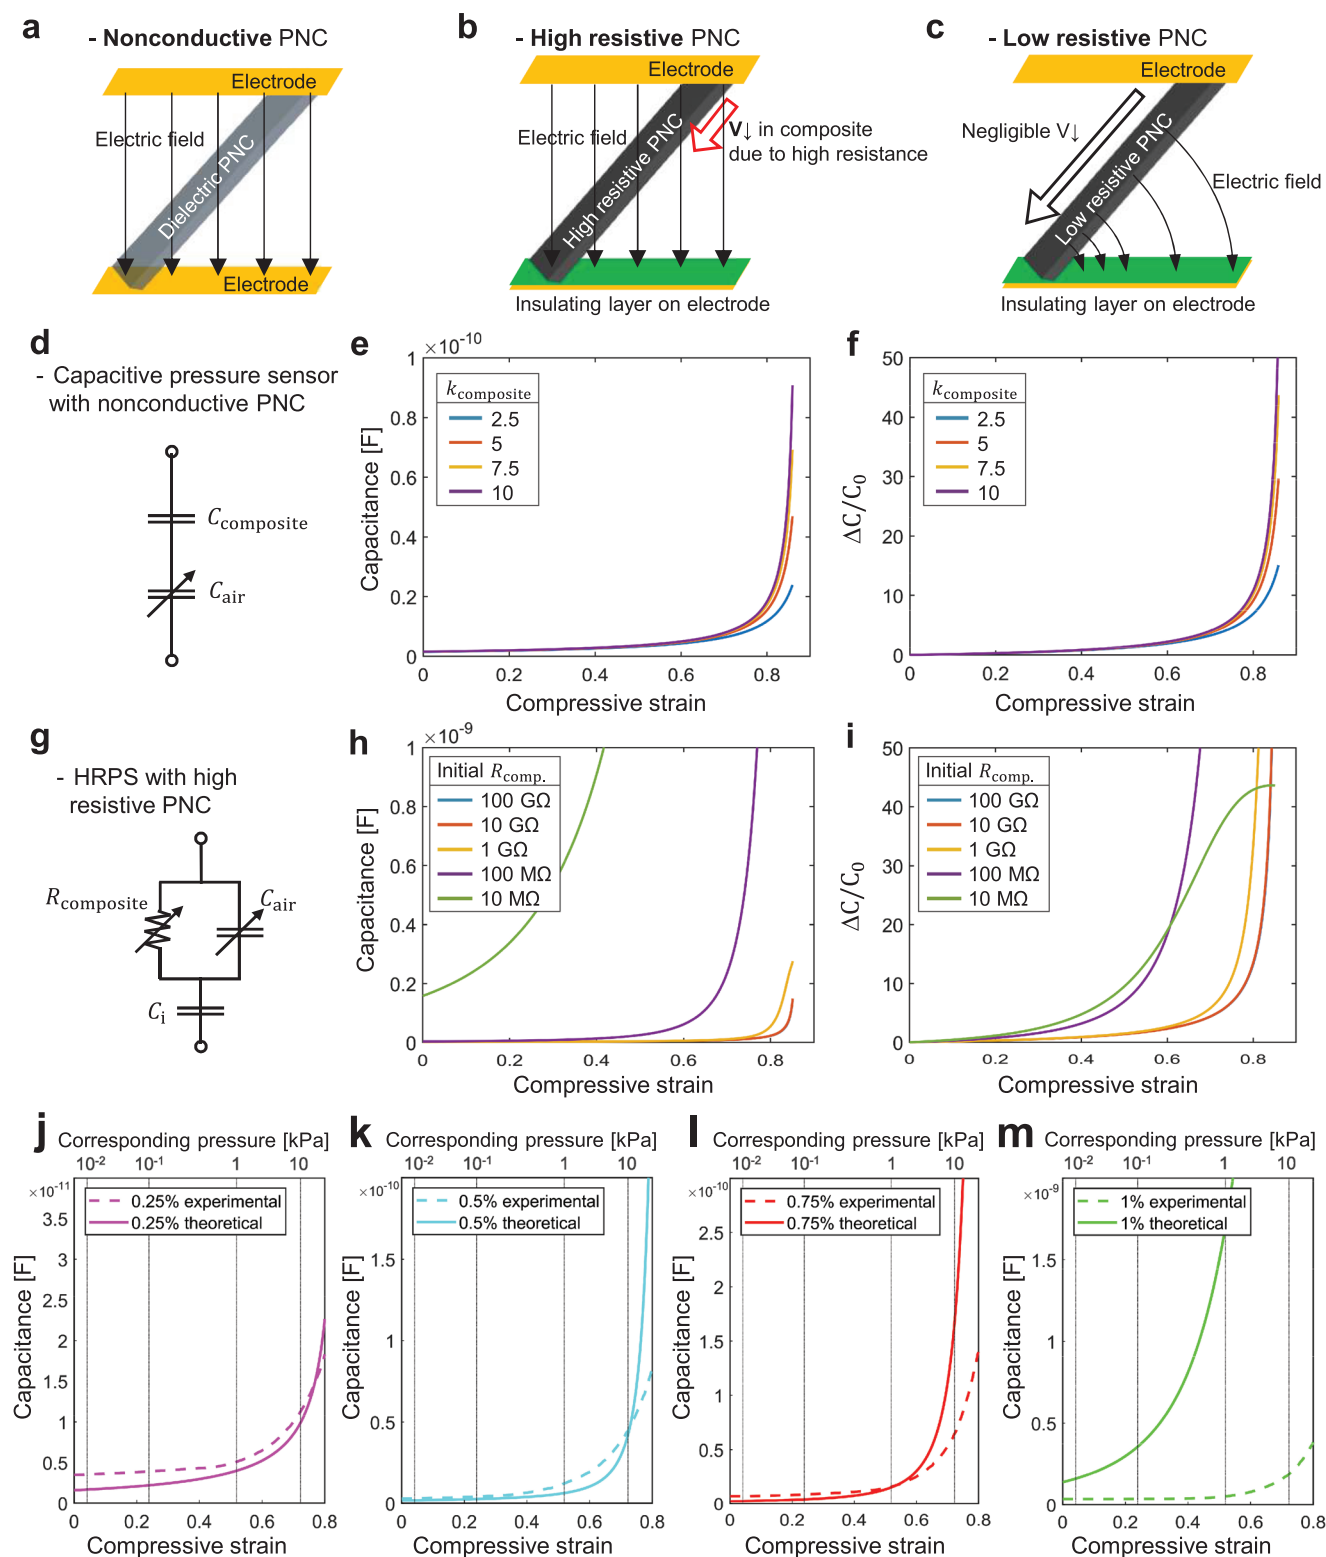 a
- Nonconductive PNC
Electrode
Electric field
Dielectric PNC
Electrode
b
- High resistive PNC
Electrode
Electric field
High resistive PNC
V↓ in composite
due to high resistance
Insulating layer on electrode
c
- Low resistive PNC
Electrode
Negligible V↓
Low resistive PNC
Electric field
Insulating layer on electrode
d
- Capacitive pressure sensor
with nonconductive PNC
C_composite
C_air
e
×10^-10
k_composite
2.5
5
7.5
10
Capacitance [F]
1
0.8
0.6
0.4
0.2
0
0 0.2 0.4 0.6 0.8
Compressive strain
f
k_composite
2.5
5
7.5
10
ΔC/C_0
50
40
30
20
10
0
0 0.2 0.4 0.6 0.8
Compressive strain
g
- HRPS with high
resistive PNC
R_composite
C_air
C_i
h
×10^-9
Initial R_comp.
100 GΩ
10 GΩ
1 GΩ
100 MΩ
10 MΩ
Capacitance [F]
1
0.8
0.6
0.4
0.2
0
0 0.2 0.4 0.6 0.8
Compressive strain
i
Initial R_comp.
100 GΩ
10 GΩ
1 GΩ
100 MΩ
10 MΩ
ΔC/C_0
50
40
30
20
10
0
0 0.2 0.4 0.6 0.8
Compressive strain
j
Corresponding pressure [kPa]
10^-2 10^-1 1 10
×10^-11
0.25% experimental
0.25% theoretical
Capacitance [F]
3.5
3
2.5
2
1.5
1
0.5
0
0 0.2 0.4 0.6 0.8
Compressive strain
k
Corresponding pressure [kPa]
10^-2 10^-1 1 10
×10^-10
0.5% experimental
0.5% theoretical
Capacitance [F]
1
0.5
0
0 0.2 0.4 0.6 0.8
Compressive strain
l
Corresponding pressure [kPa]
10^-2 10^-1 1 10
×10^-10
0.75% experimental
0.75% theoretical
Capacitance [F]
2.5
2
1.5
1
0.5
0
0 0.2 0.4 0.6 0.8
Compressive strain
m
Corresponding pressure [kPa]
10^-2 10^-1 1 10
×10^-9
1% experimental
1% theoretical
Capacitance [F]
1.5
1
0.5
0
0 0.2 0.4 0.6 0.8
Compressive strain